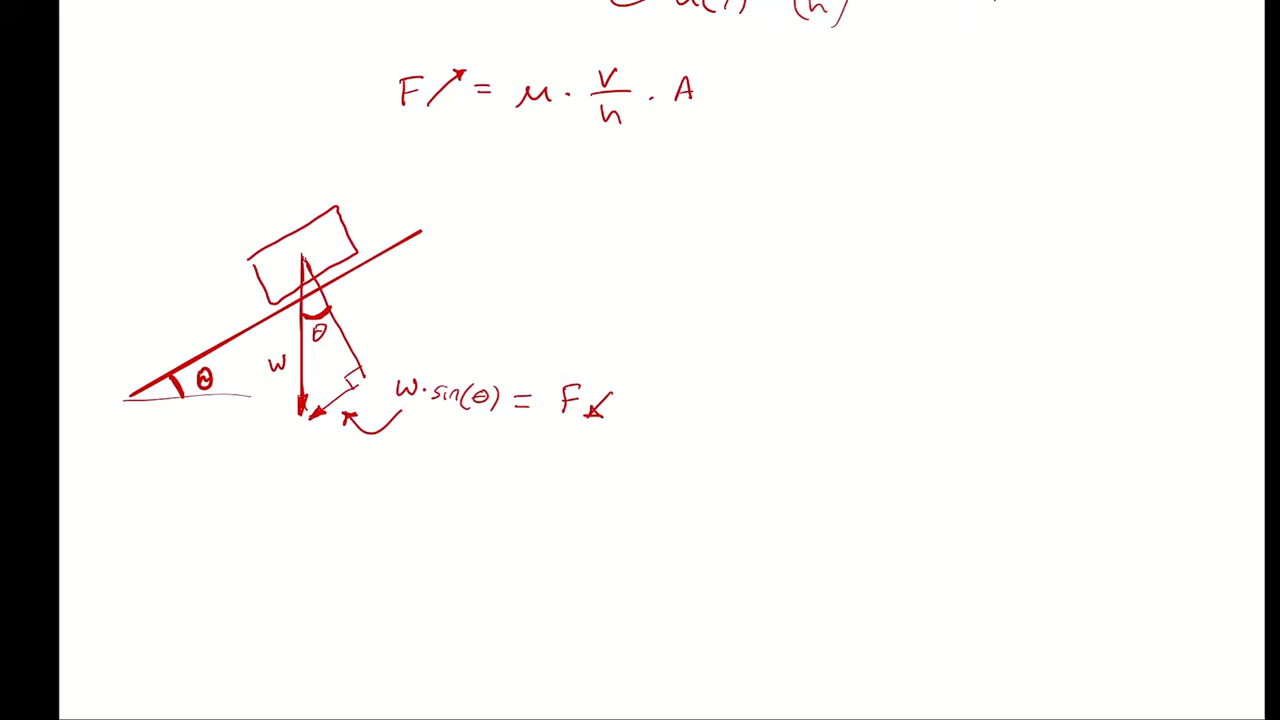 F↗ = μ · V/h · A
θ
W
θ
W·sin(θ) = F↙